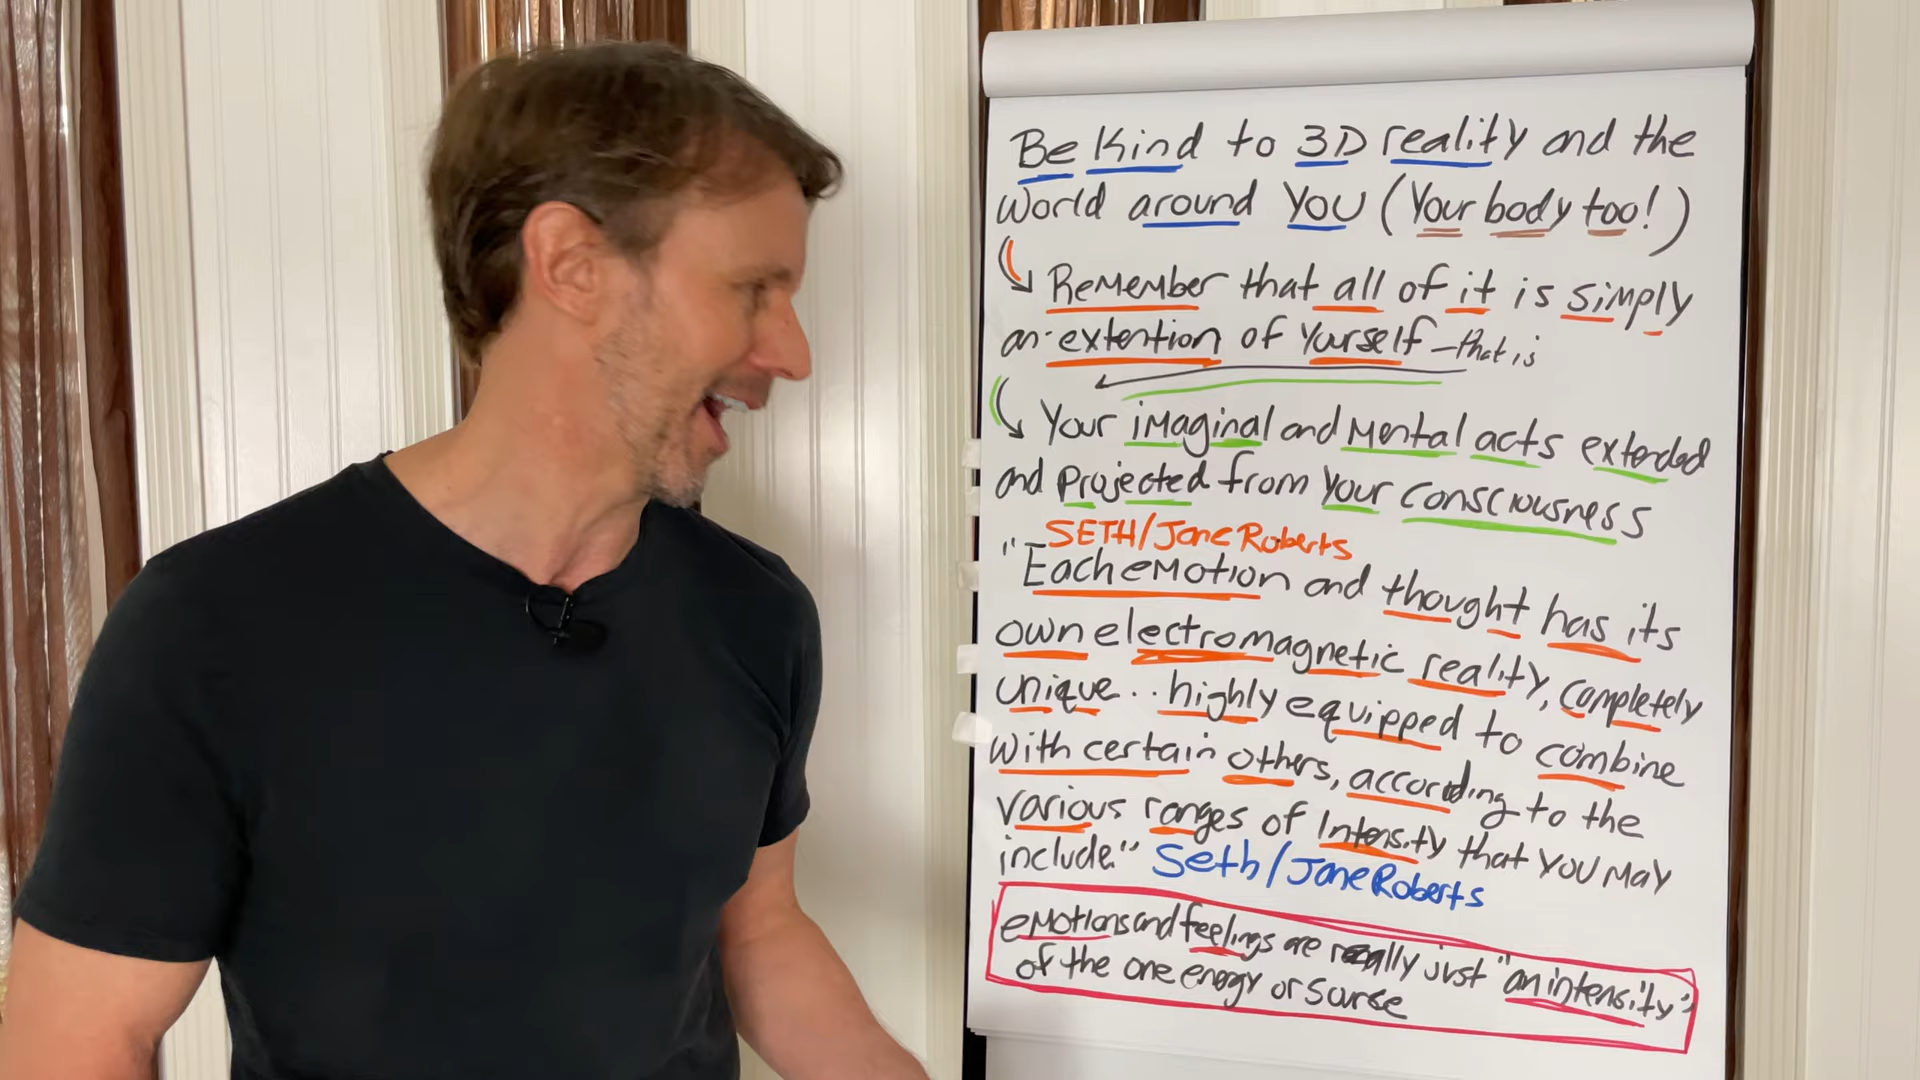 Be Kind to 3D reality and the
World around YOU (Your body too!)
Remember that all of it is simply
an extention of Yourself - that is
Your imaginal and Mental acts extended
and projected from Your Consciousness
SETH/Jane Roberts
"Each eMotion and thought has its
own electromagnetic reality, completely
unique.. highly equipped to combine
With certain others, according to the
various ranges of Intensity that YOU MAY
include." Seth/Jane Roberts
eMotions and feelings are really just "an intensity"
of the one energy or Sourse